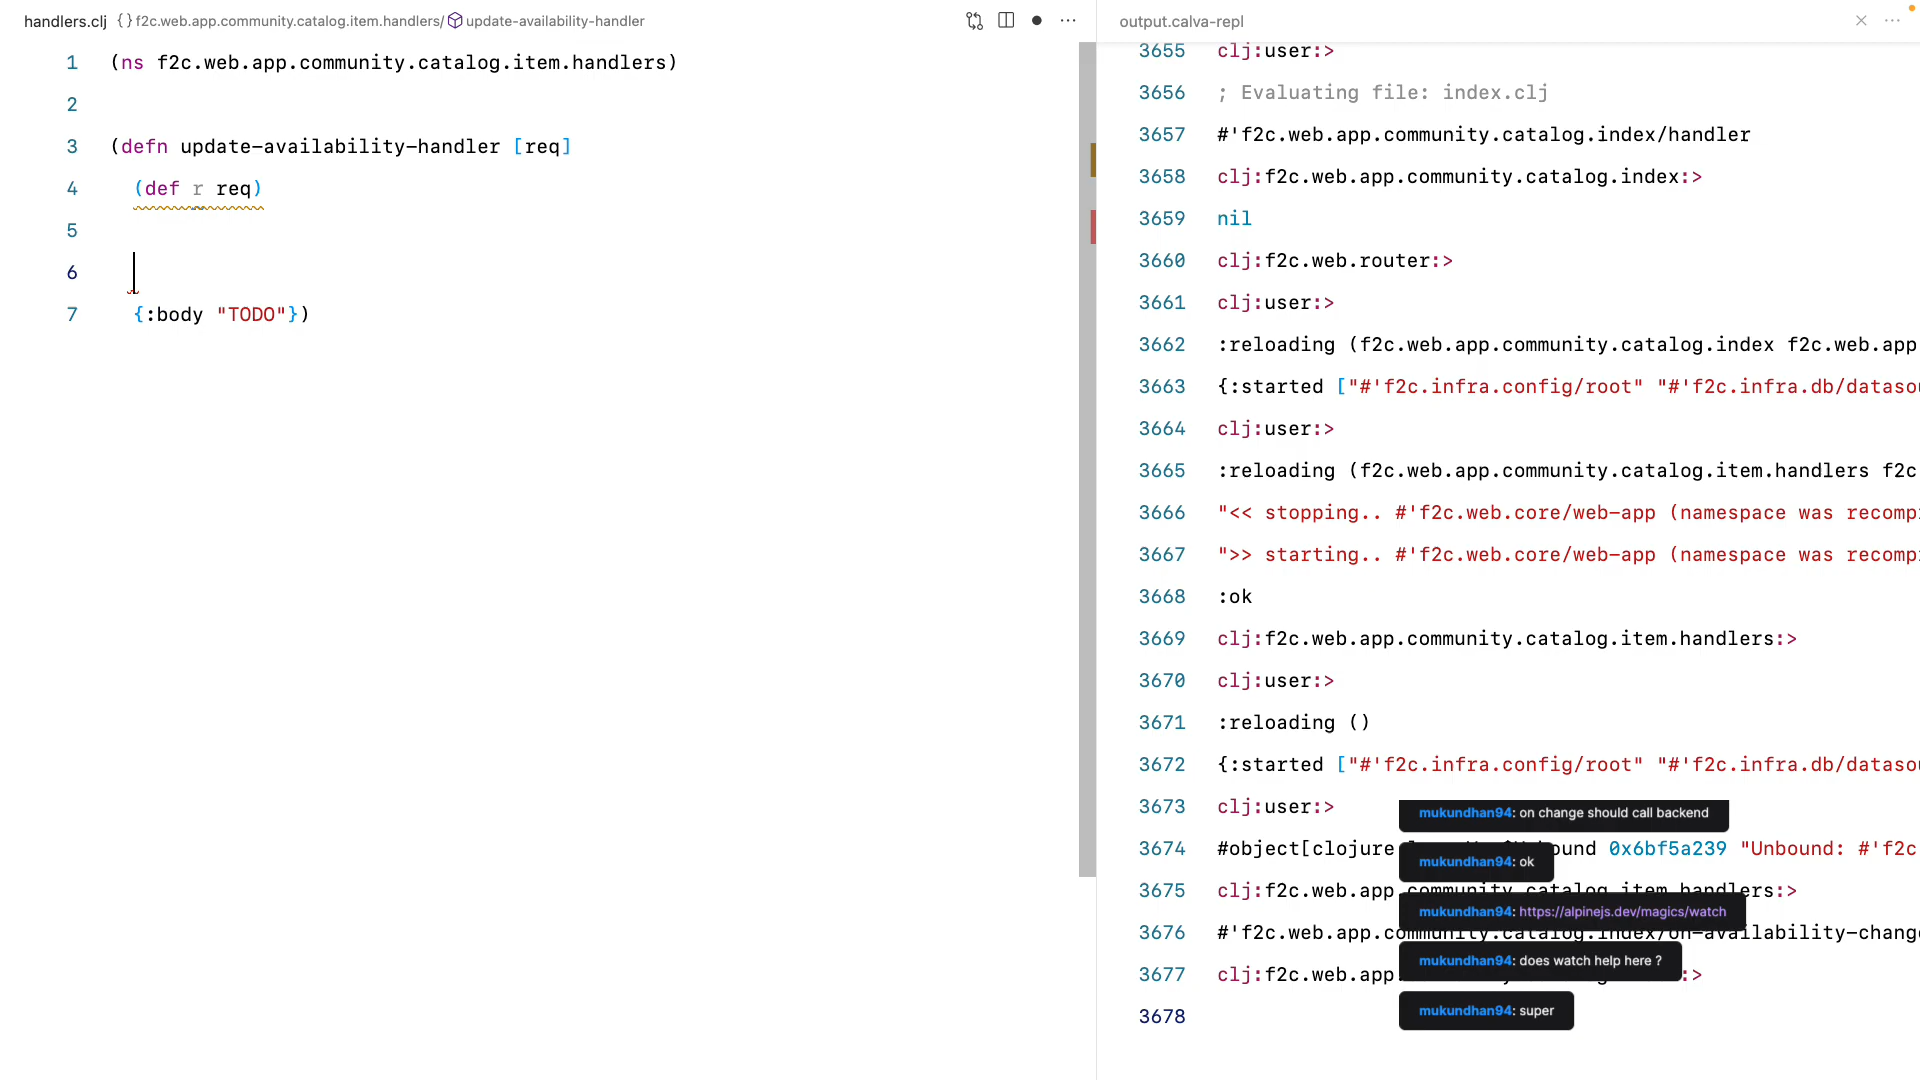 handlers.clj {} f2c.web.app.community.catalog.item.handlers/ update-availability-handler
1 (ns f2c.web.app.community.catalog.item.handlers)
2
3 (defn update-availability-handler [req]
4 (def r req)
5
6
7 {:body "TODO"})
output.calva-repl
3655 clj:user:>
3656 ; Evaluating file: index.clj
3657 #'f2c.web.app.community.catalog.index/handler
3658 clj:f2c.web.app.community.catalog.index:>
3659 nil
3660 clj:f2c.web.router:>
3661 clj:user:>
3662 :reloading (f2c.web.app.community.catalog.index f2c.web.app
3663 {:started ["#'f2c.infra.config/root" "#'f2c.infra.db/dataso
3664 clj:user:>
3665 :reloading (f2c.web.app.community.catalog.item.handlers f2c
3666 "<< stopping.. #'f2c.web.core/web-app (namespace was recomp
3667 ">> starting.. #'f2c.web.core/web-app (namespace was recomp
3668 :ok
3669 clj:f2c.web.app.community.catalog.item.handlers:>
3670 clj:user:>
3671 :reloading ()
3672 {:started ["#'f2c.infra.config/root" "#'f2c.infra.db/dataso
3673 clj:user:>
mukundhan94: on change should call backend
3674 #object[clojure 0x6bf5a239 "Unbound: #'f2c
mukundhan94: ok
3675 clj:f2c.web.app.community.catalog.item.handlers:>
mukundhan94: https://alpinejs.dev/magics/watch
3676 #'f2c.web.app.community.catalog.index/on-availability-chang
mukundhan94: does watch help here ?
3677 clj:f2c.web.app :>
mukundhan94: super
3678